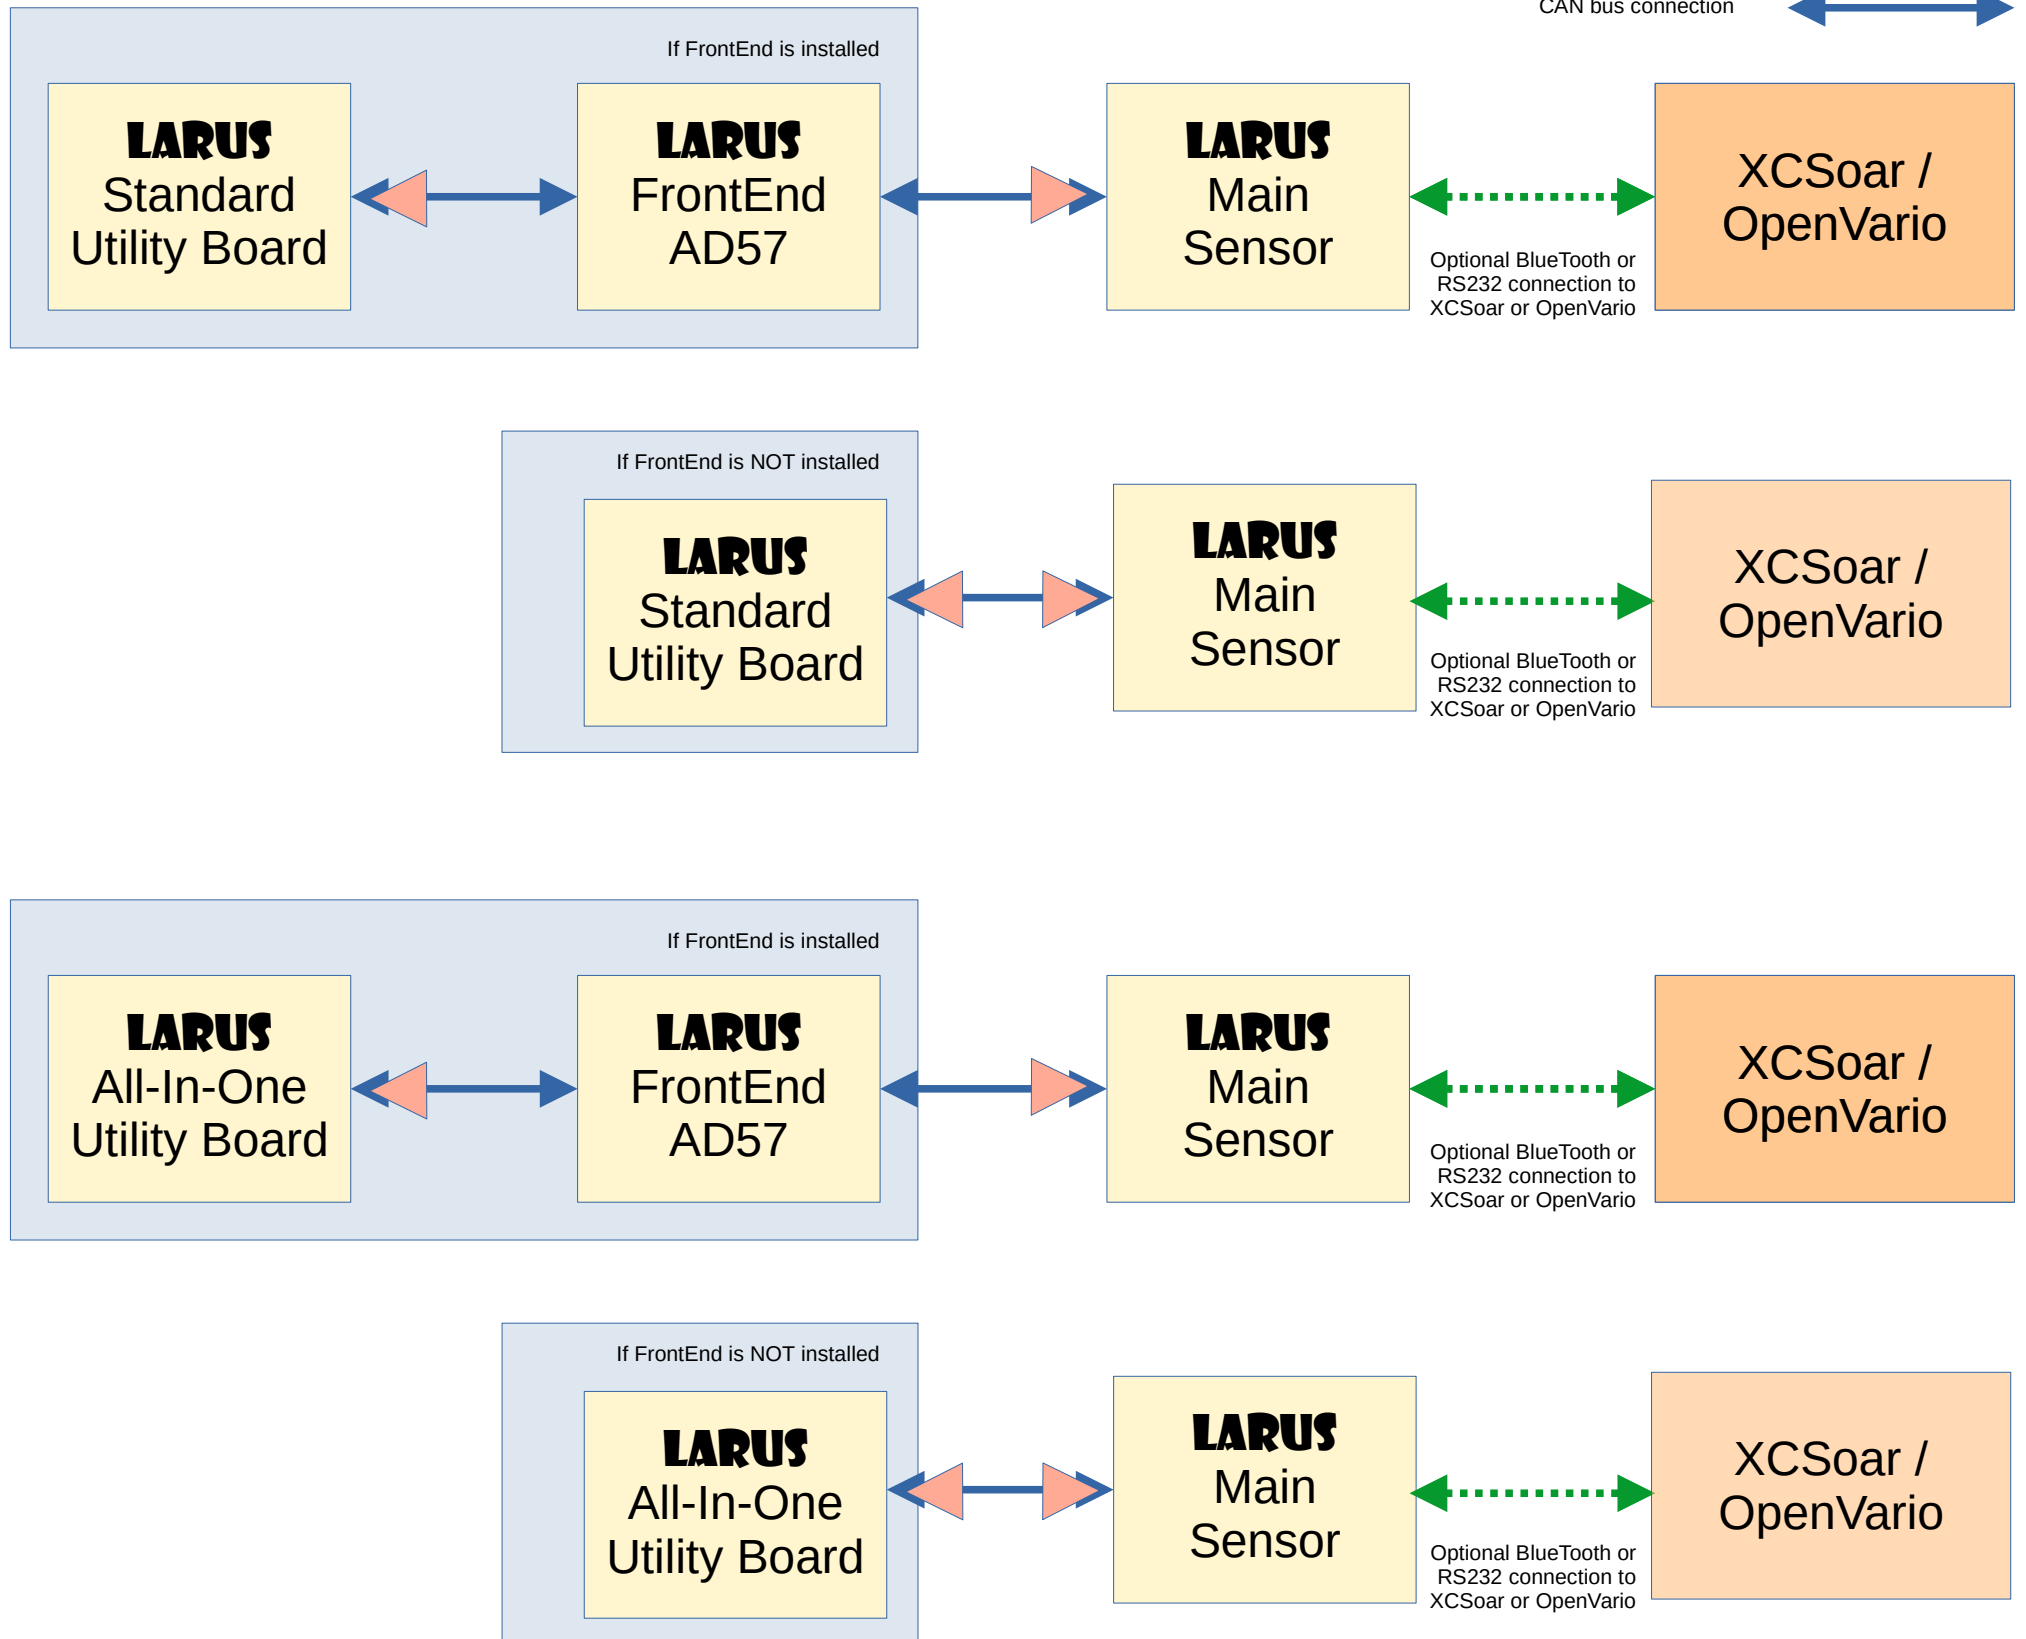 CAN bus connection
If FrontEnd is installed
LARUS
Standard
Utility Board
LARUS
FrontEnd
AD57
LARUS
Main
Sensor
XCSoar /
OpenVario
Optional BlueTooth or
RS232 connection to
XCSoar or OpenVario
If FrontEnd is NOT installed
LARUS
Standard
Utility Board
LARUS
Main
Sensor
XCSoar /
OpenVario
Optional BlueTooth or
RS232 connection to
XCSoar or OpenVario
If FrontEnd is installed
LARUS
All-In-One
Utility Board
LARUS
FrontEnd
AD57
LARUS
Main
Sensor
XCSoar /
OpenVario
Optional BlueTooth or
RS232 connection to
XCSoar or OpenVario
If FrontEnd is NOT installed
LARUS
All-In-One
Utility Board
LARUS
Main
Sensor
XCSoar /
OpenVario
Optional BlueTooth or
RS232 connection to
XCSoar or OpenVario